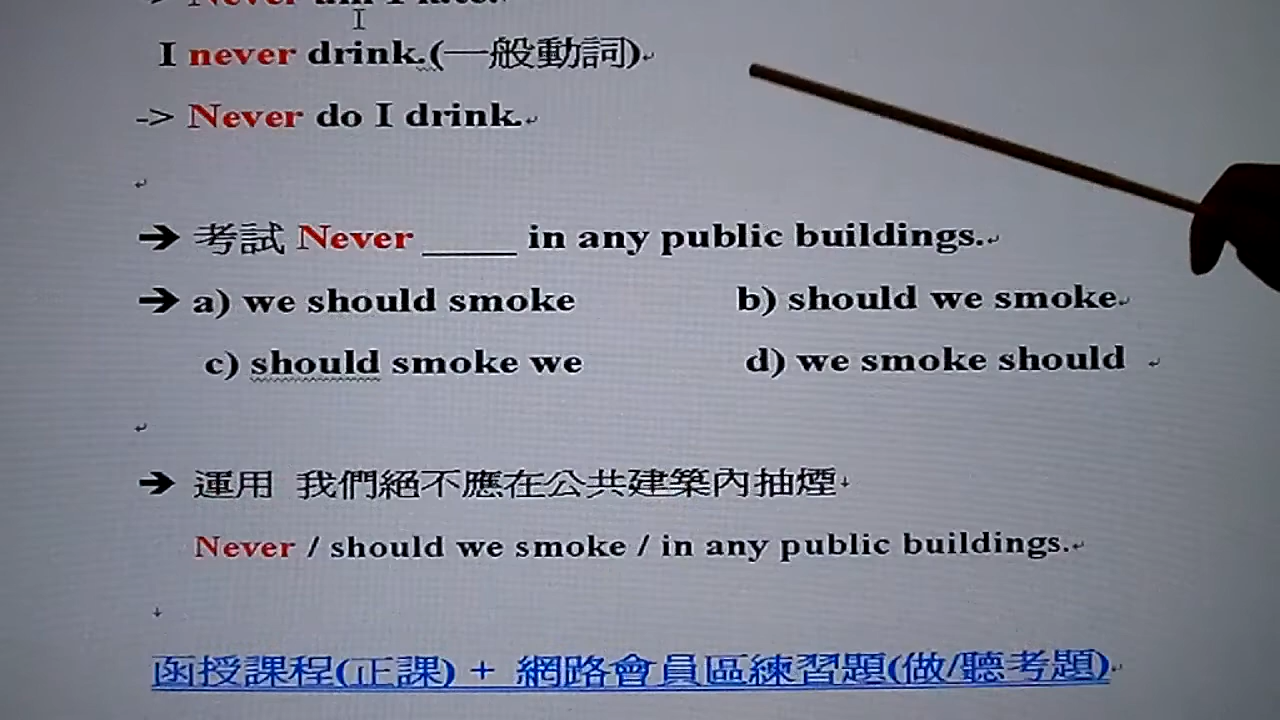 I never drink.(一般動詞)
-> Never do I drink.
→ 考試 Never _____ in any public buildings.
→ a) we should smoke b) should we smoke
c) should smoke we d) we smoke should
→ 運用 我們絕不應在公共建築內抽煙
Never / should we smoke / in any public buildings.
函授課程(正課) + 網路會員區練習題(做/聽考題)